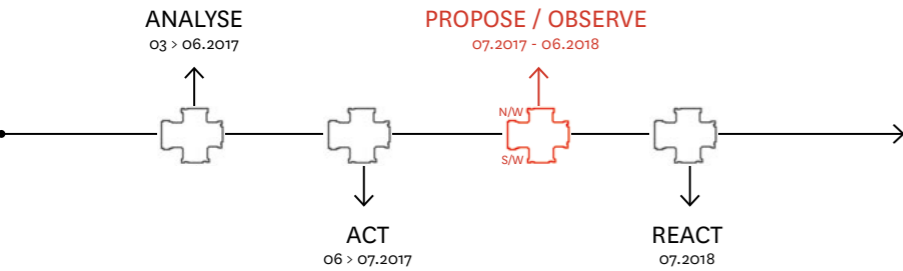 ANALYSE
03 > 06.2017
PROPOSE / OBSERVE
07.2017 - 06.2018
N/W
S/W
ACT
06 > 07.2017
REACT
07.2018